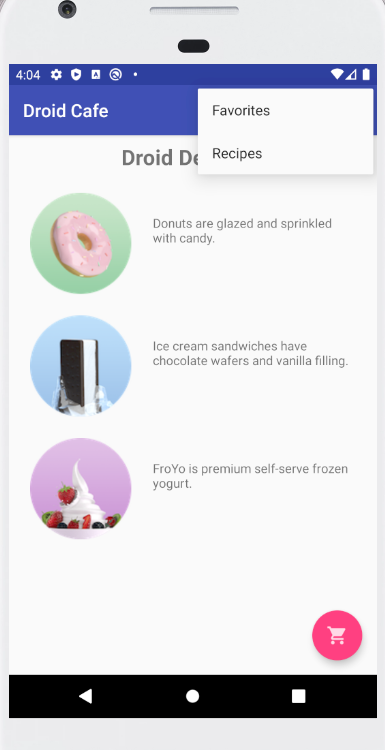 4:04
Droid Cafe
Favorites
Recipes
Droid De
Donuts are glazed and sprinkled
with candy.
Ice cream sandwiches have
chocolate wafers and vanilla filling.
FroYo is premium self-serve frozen
yogurt.